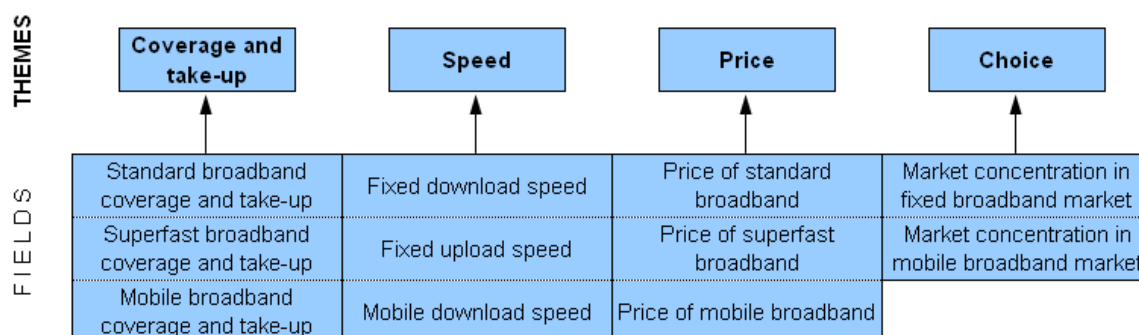 THEMES
Coverage and
take-up
Speed
Price
Choice
FIELDS
Standard broadband
coverage and take-up
Fixed download speed
Price of standard
broadband
Market concentration in
fixed broadband market
Superfast broadband
coverage and take-up
Fixed upload speed
Price of superfast
broadband
Market concentration in
mobile broadband market
Mobile broadband
coverage and take-up
Mobile download speed
Price of mobile broadband